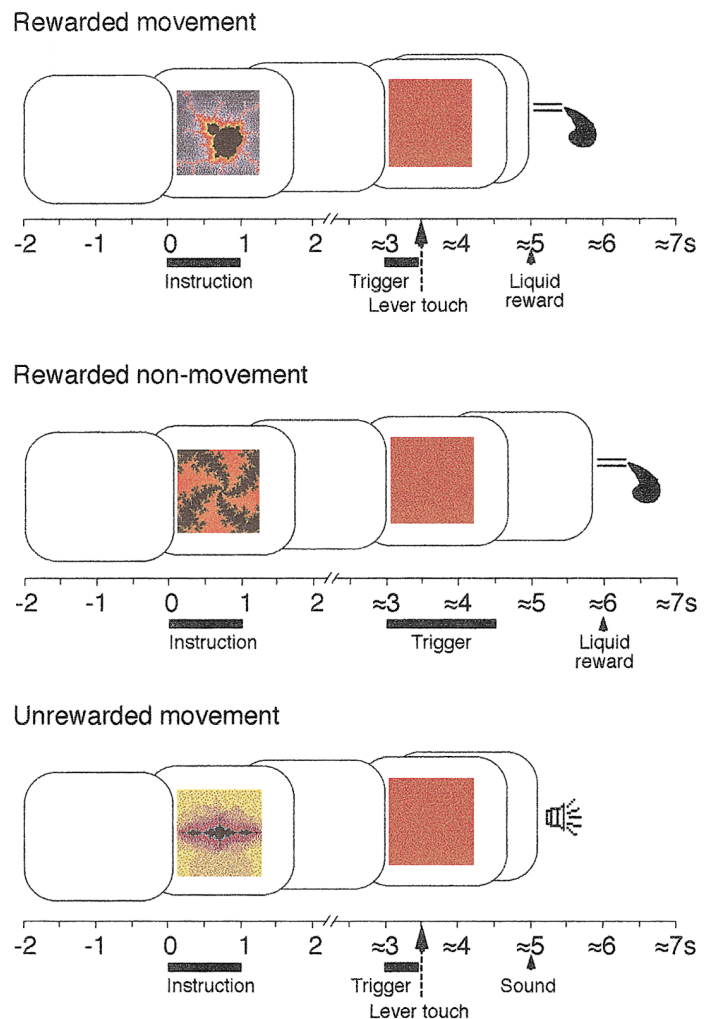 Rewarded movement
-2 -1 0 1 2 ≈3 ≈4 ≈5 ≈6 ≈7s
Instruction Trigger Liquid
reward
Lever touch
Rewarded non-movement
-2 -1 0 1 2 ≈3 ≈4 ≈5 ≈6 ≈7s
Instruction Trigger Liquid
reward
Unrewarded movement
-2 -1 0 1 2 ≈3 ≈4 ≈5 ≈6 ≈7s
Instruction Trigger Sound
Lever touch